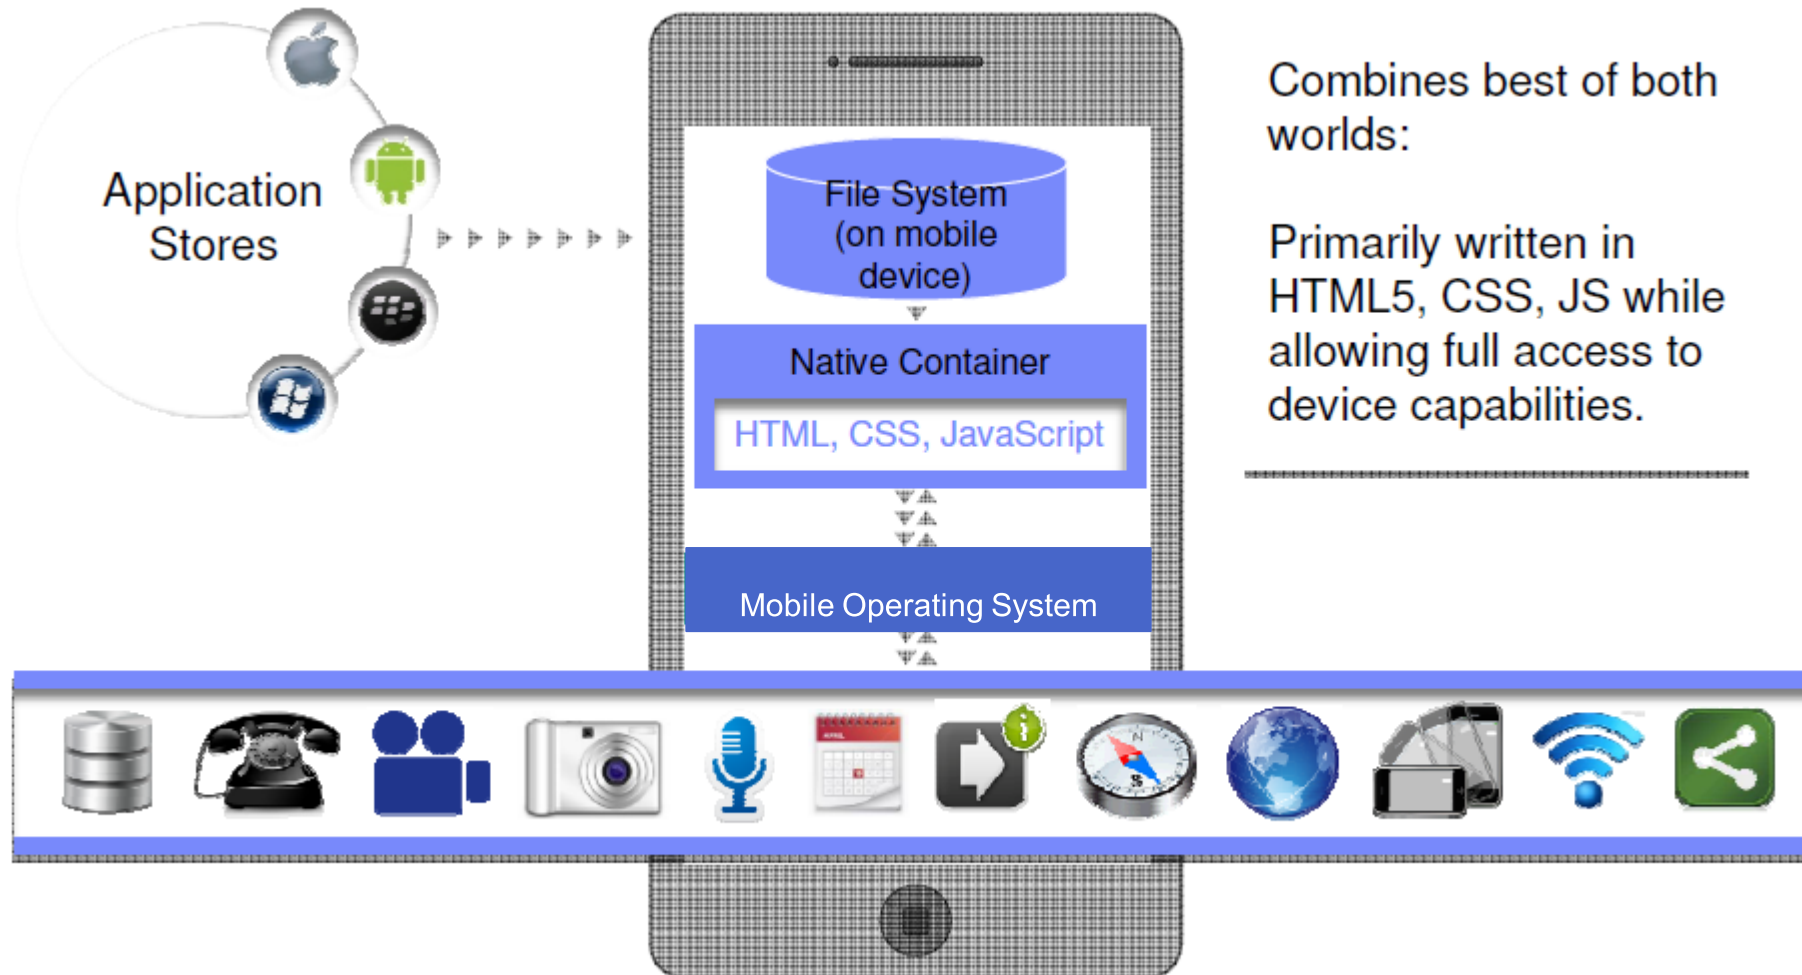 Application
Stores
File System
(on mobile
device)
Native Container
HTML, CSS, JavaScript
Mobile Operating System
Combines best of both
worlds:
Primarily written in
HTML5, CSS, JS while
allowing full access to
device capabilities.
APRIL
i
N
S